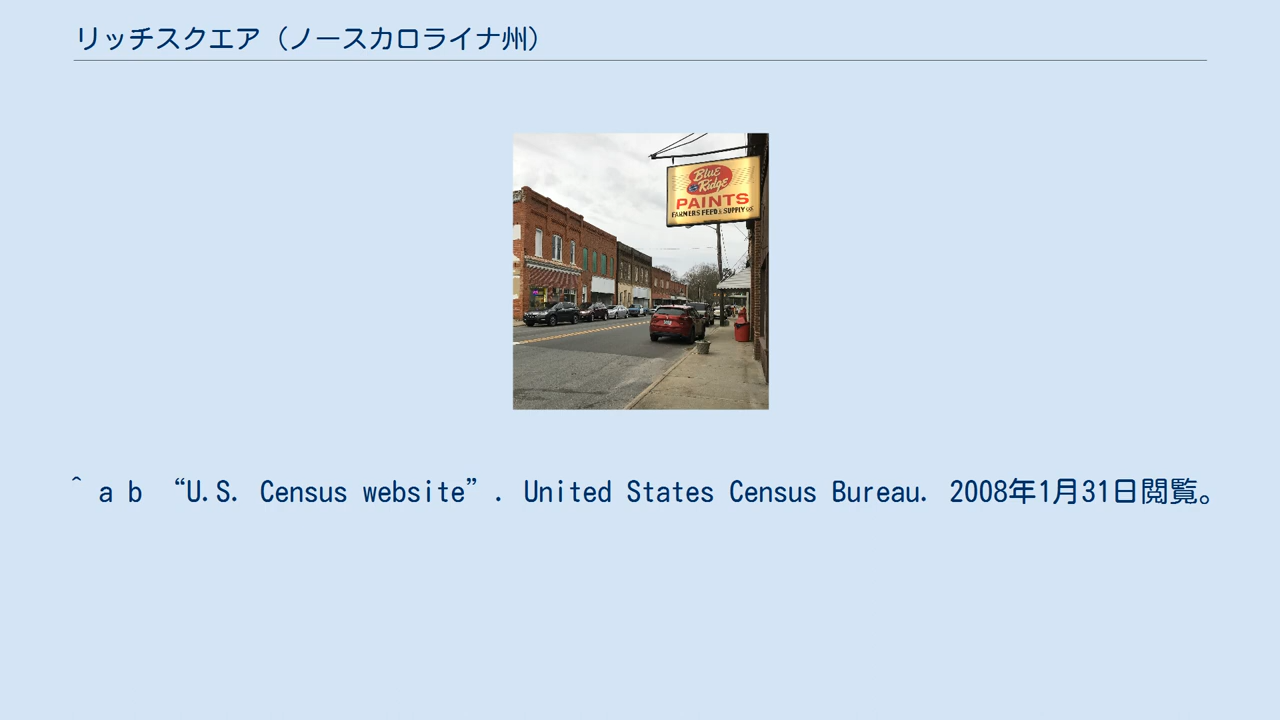 リッチスクエア（ノースカロライナ州）
Blue
Ridge
PAINTS
FARMERS FEED & SUPPLY CO.
^ a b “U.S. Census website”. United States Census Bureau. 2008年1月31日閲覧。